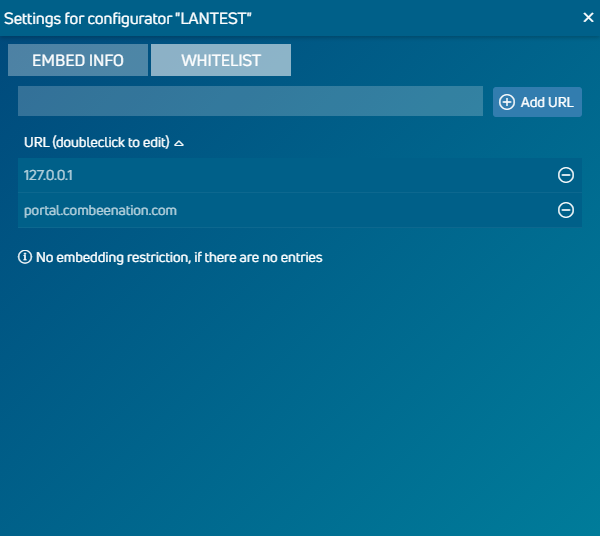 Settings for configurator "LANTEST"
EMBED INFO
WHITELIST
Add URL
URL (doubleclick to edit)
127.0.0.1
portal.combeenation.com
No embedding restriction, if there are no entries